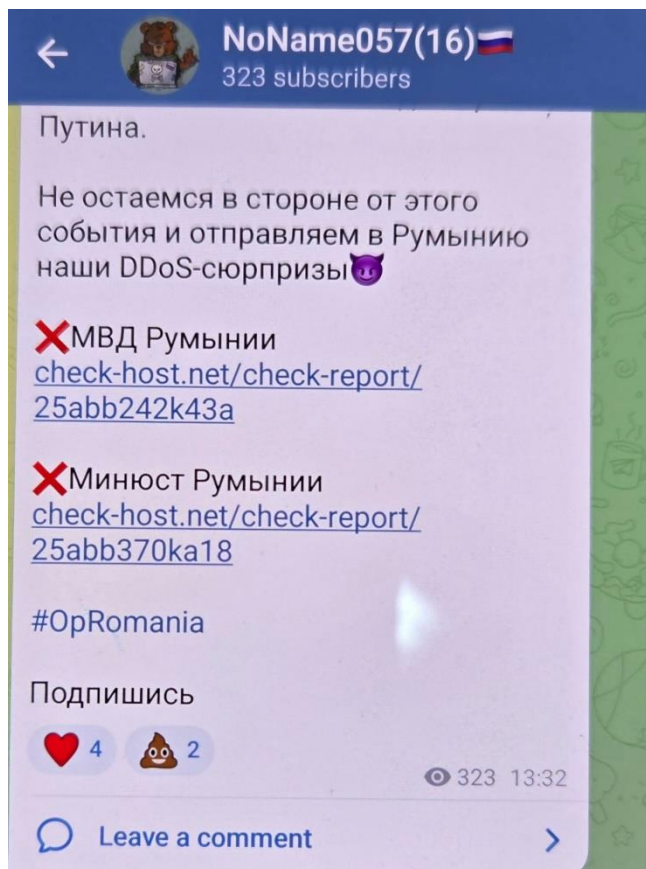 NoName057(16)🇷🇺
323 subscribers
Путина.
Не остаемся в стороне от этого
события и отправляем в Румынию
наши DDoS-сюрпризы😈
❌МВД Румынии
check-host.net/check-report/
25abb242k43a
❌Минюст Румынии
check-host.net/check-report/
25abb370ka18
#OpRomania
Подпишись
❤️ 4 💩 2
323 13:32
Leave a comment